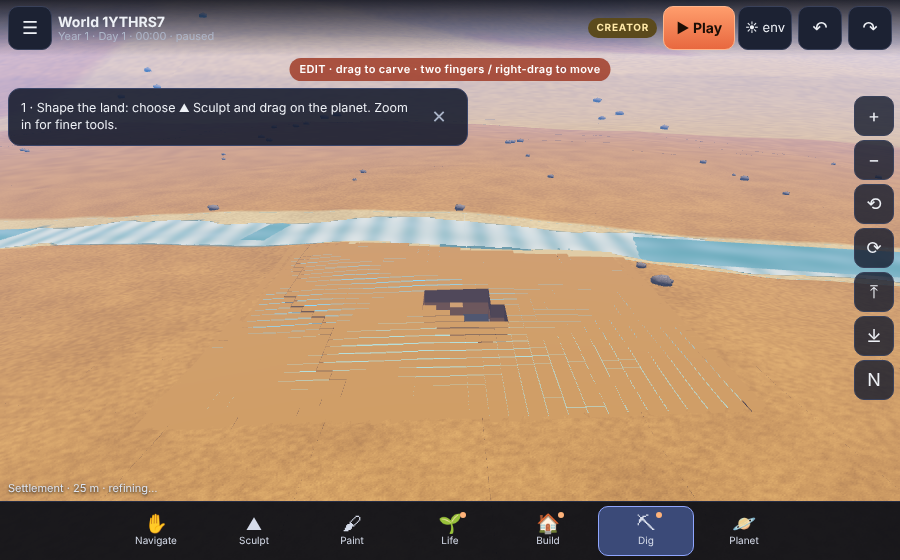 ☰
World 1YTHRS7
Year 1 · Day 1 · 00:00 · paused
CREATOR
▶ Play
☀ env
↶
↷
EDIT · drag to carve · two fingers / right-drag to move
1 · Shape the land: choose ▲ Sculpt and drag on the planet. Zoom
in for finer tools.
✕
+
−
⟲
⟳
⤒
⤓
N
Settlement · 25 m · refining…
Navigate
Sculpt
Paint
Life
Build
Dig
Planet